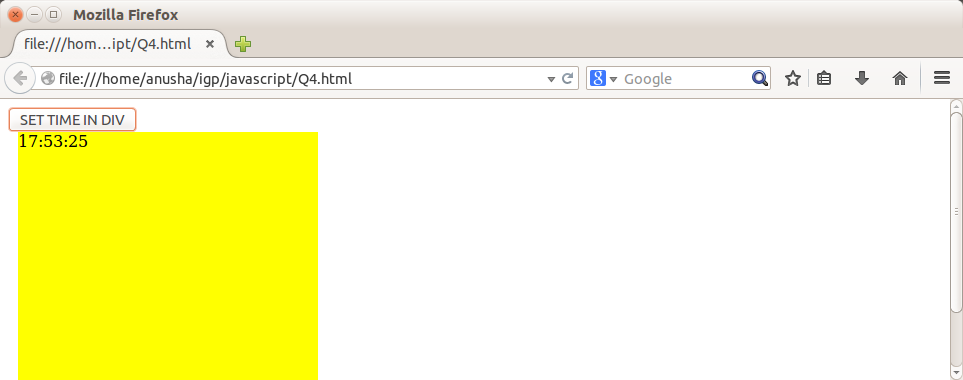 Mozilla Firefox
file:///hom...ipt/Q4.html
file:///home/anusha/igp/javascript/Q4.html
Google
SET TIME IN DIV
17:53:25